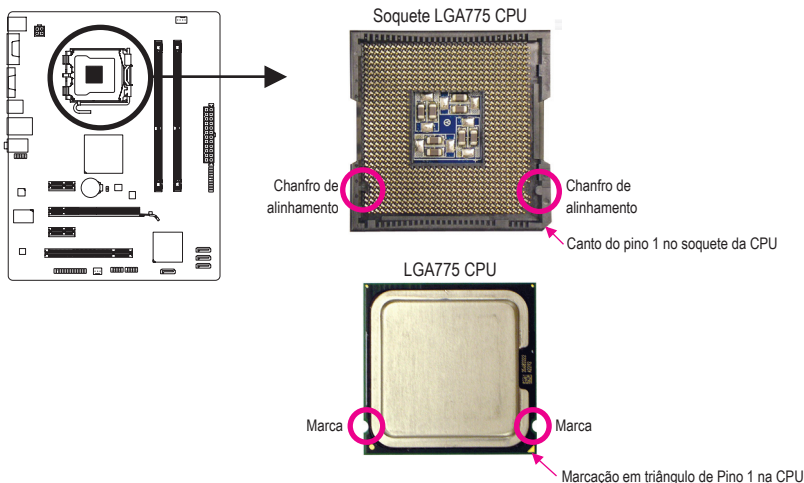 Soquete LGA775 CPU
Chanfro de
alinhamento
Chanfro de
alinhamento
Canto do pino 1 no soquete da CPU
LGA775 CPU
Marca
Marca
Marcação em triângulo de Pino 1 na CPU